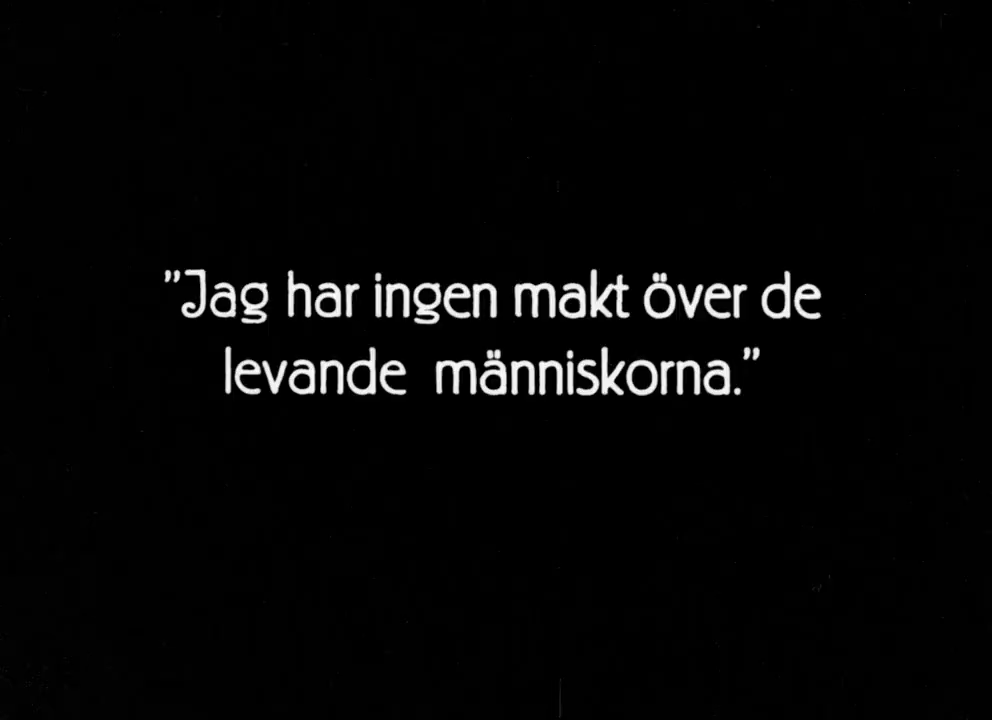 ”Jag har ingen makt över de
levande människorna.”